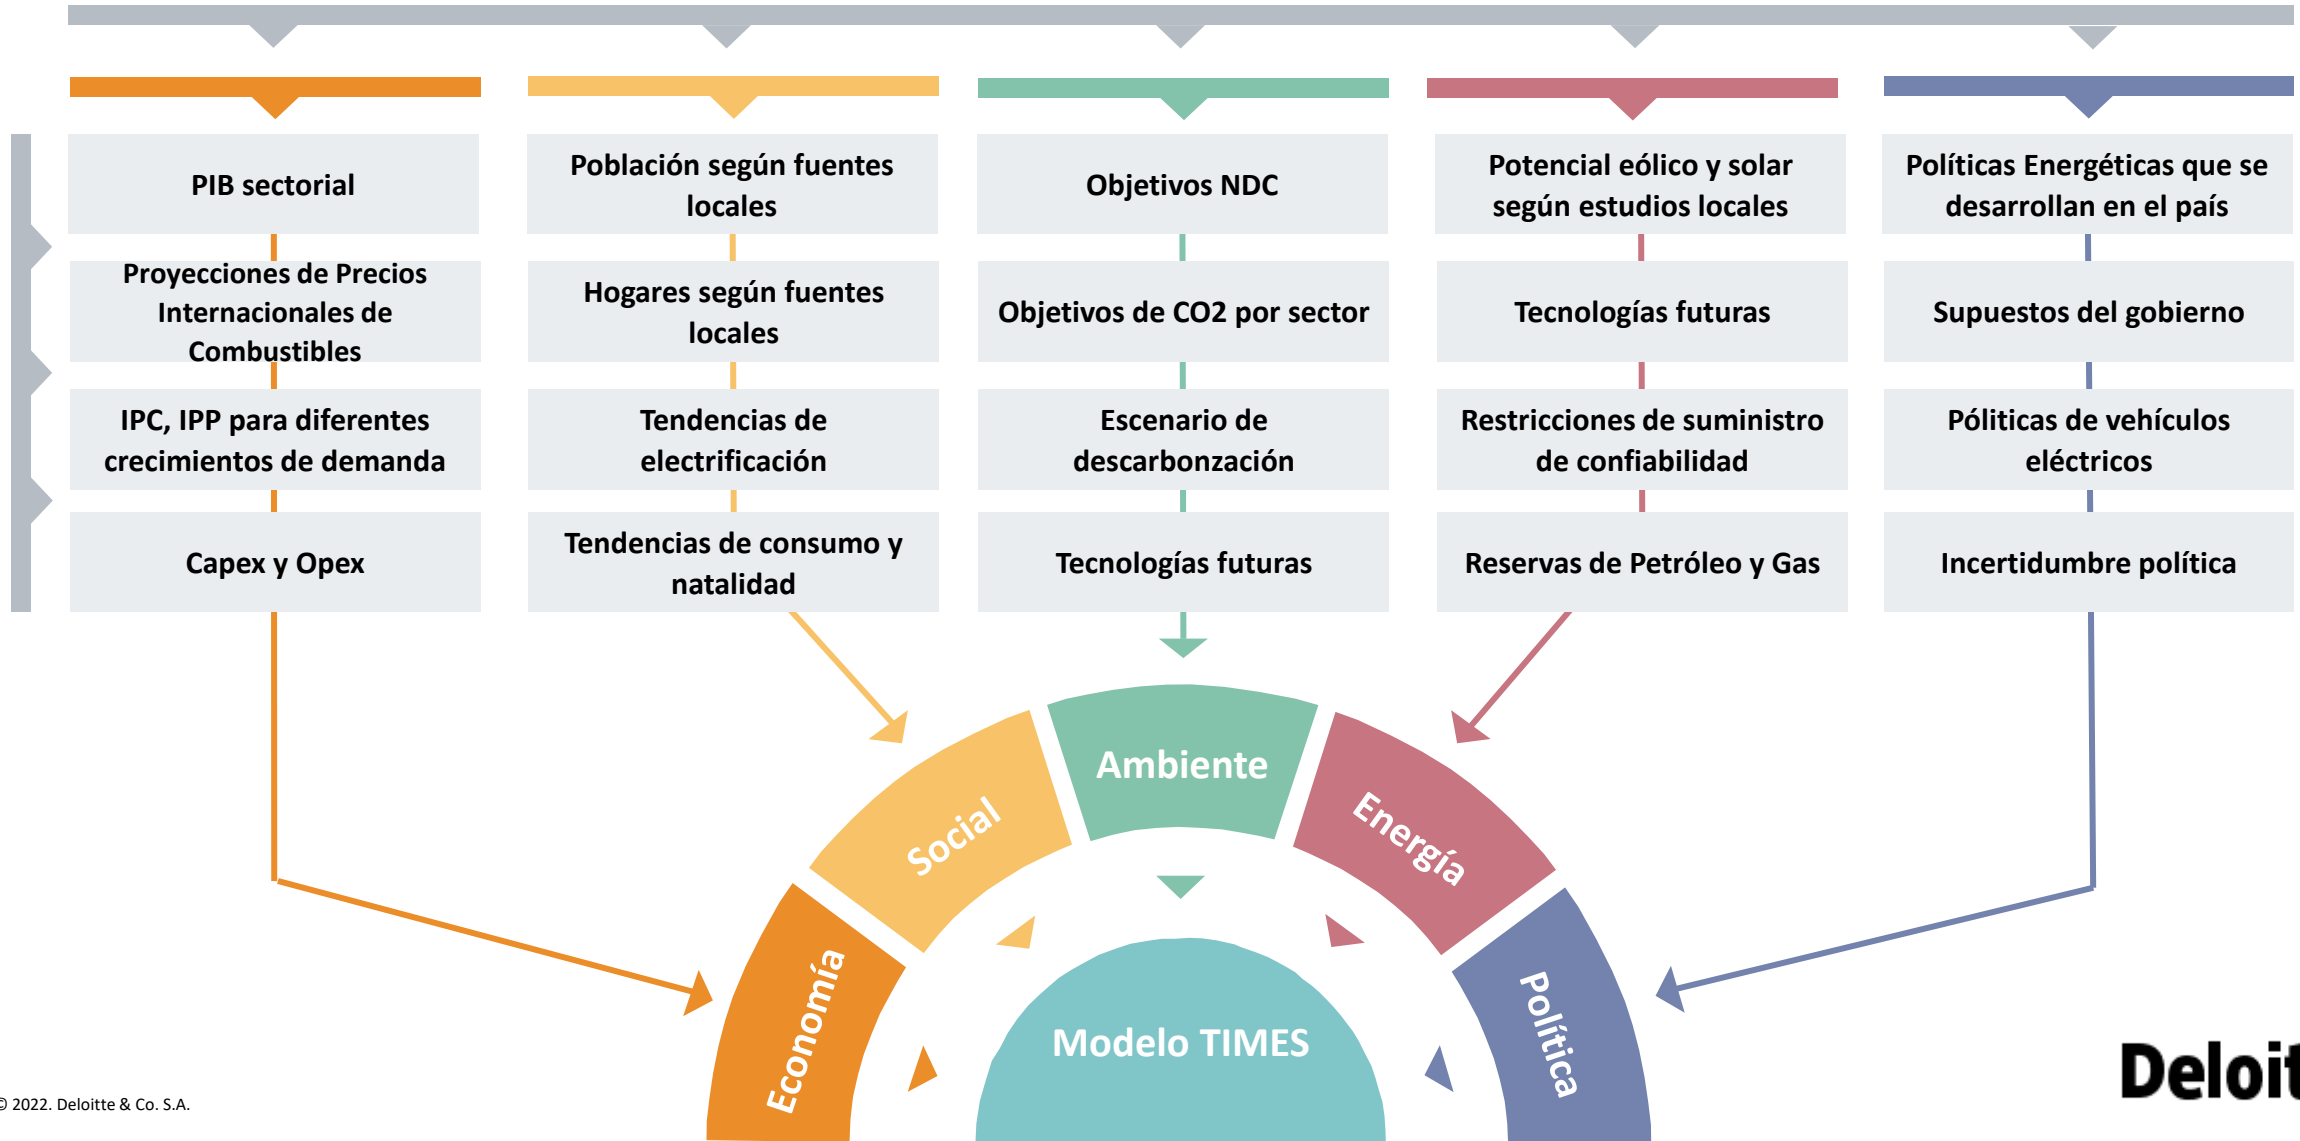 PIB sectorial
Proyecciones de Precios
Internacionales de
Combustibles
IPC, IPP para diferentes
crecimientos de demanda
Capex y Opex
Población según fuentes
locales
Hogares según fuentes
locales
Tendencias de
electrificación
Tendencias de consumo y
natalidad
Objetivos NDC
Objetivos de CO2 por sector
Escenario de
descarbonzación
Tecnologías futuras
Potencial eólico y solar
según estudios locales
Tecnologías futuras
Restricciones de suministro
de confiabilidad
Reservas de Petróleo y Gas
Políticas Energéticas que se
desarrollan en el país
Supuestos del gobierno
Póliticas de vehículos
eléctricos
Incertidumbre política
Economía
Social
Ambiente
Energía
Política
Modelo TIMES
© 2022. Deloitte & Co. S.A.
Deloit